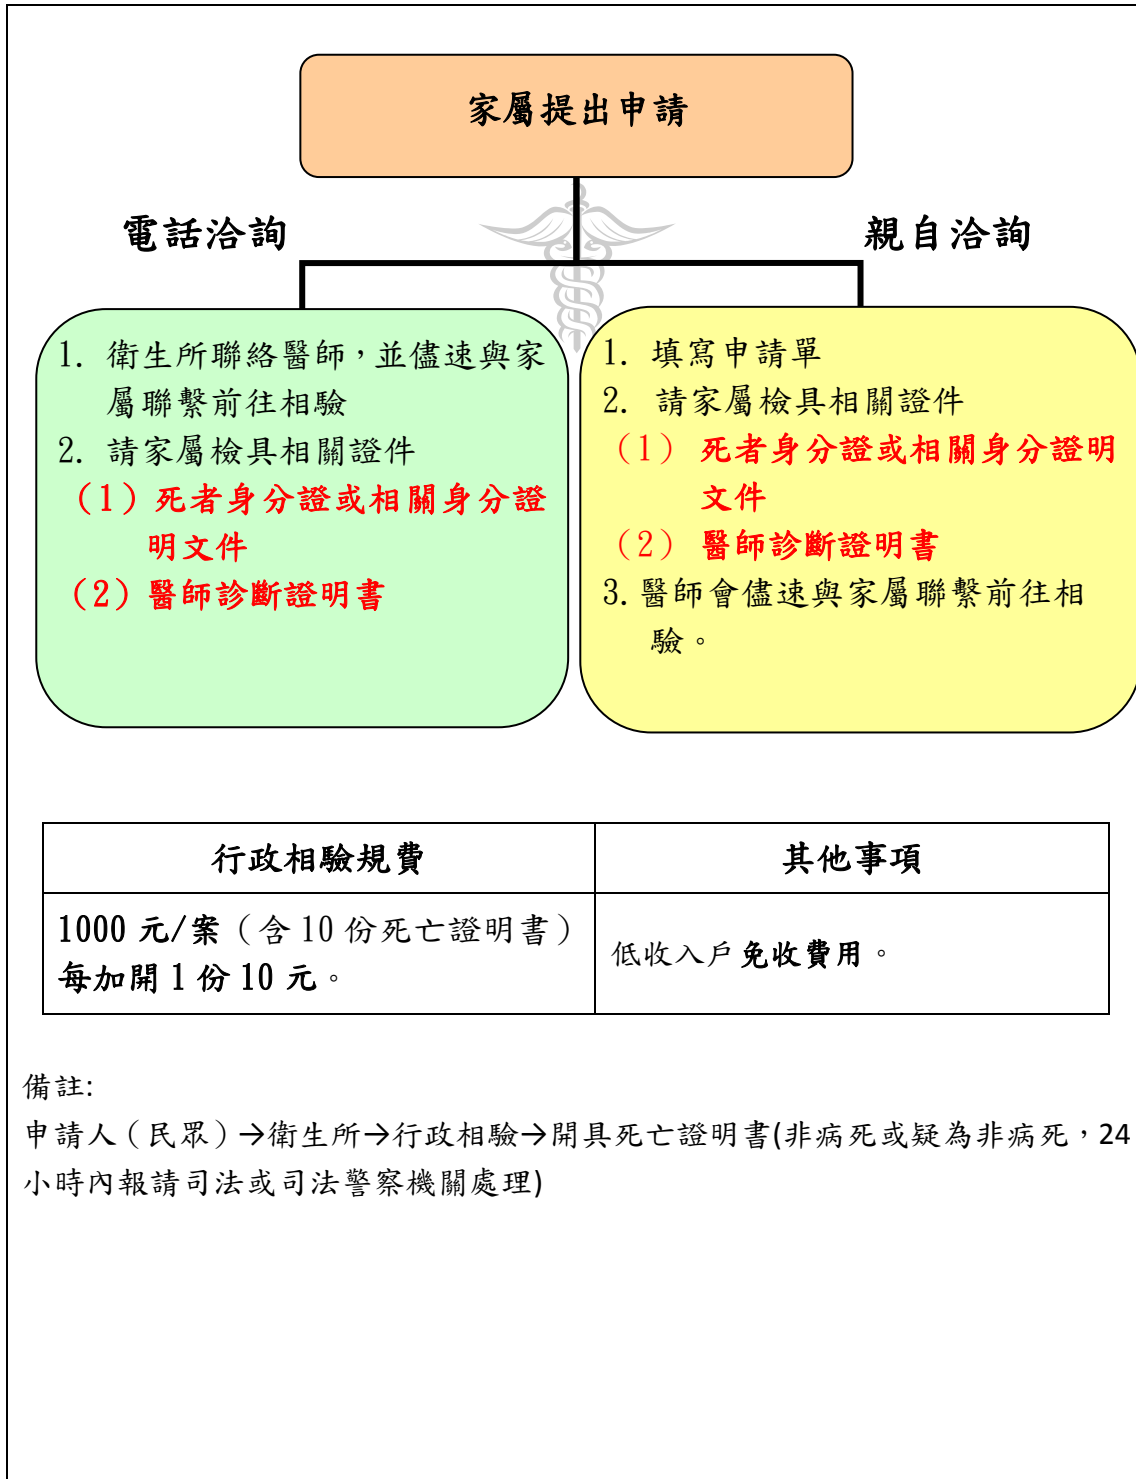 家屬提出申請
電話洽詢
親自洽詢
1. 衛生所聯絡醫師，並儘速與家
屬聯繫前往相驗
2. 請家屬檢具相關證件
（1）死者身分證或相關身分證
明文件
（2）醫師診斷證明書
1. 填寫申請單
2. 請家屬檢具相關證件
（1） 死者身分證或相關身分證明
文件
（2） 醫師診斷證明書
3. 醫師會儘速與家屬聯繫前往相
驗。
行政相驗規費
其他事項
1000 元/案（含 10 份死亡證明書）
每加開 1 份 10 元。
低收入戶免收費用。
備註:
申請人（民眾）→衛生所→行政相驗→開具死亡證明書(非病死或疑為非病死，24
小時內報請司法或司法警察機關處理)